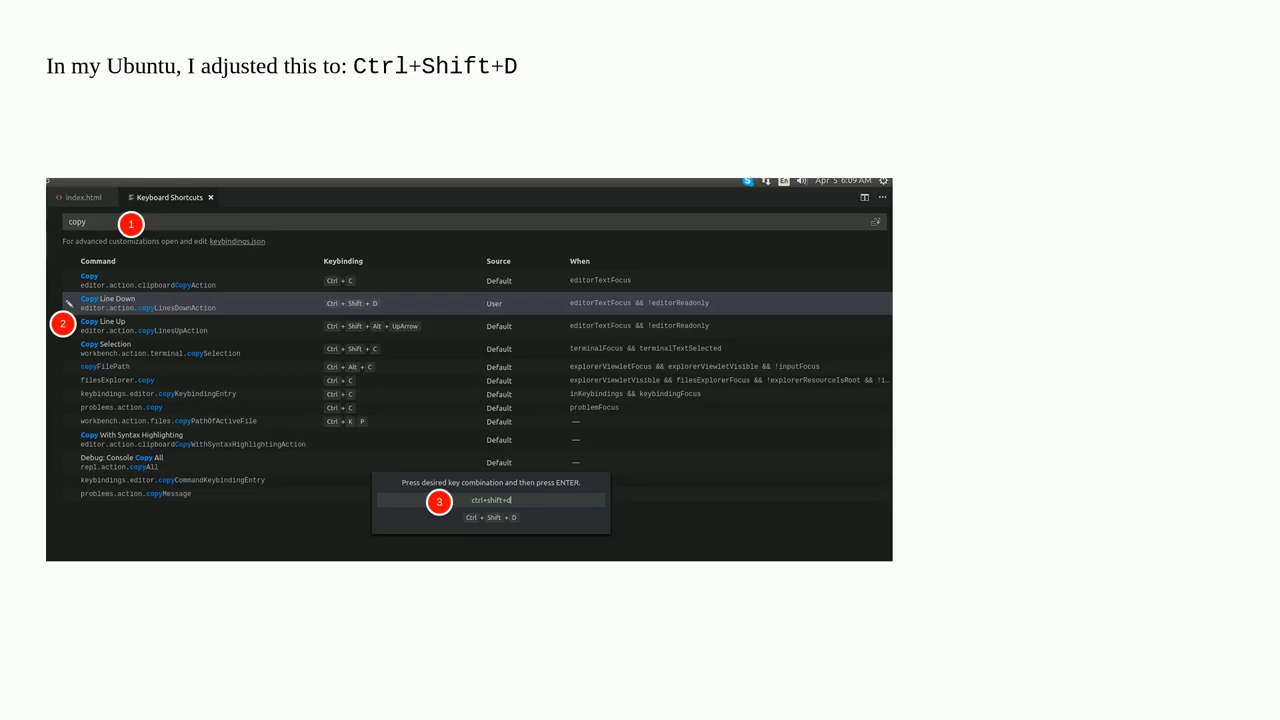 In my Ubuntu, I adjusted this to: Ctrl+Shift+D
S En Apr 5 6:09 AM
<> index.html Keyboard Shortcuts ×
copy 1
For advanced customizations open and edit keybindings.json
Command Keybinding Source When
Copy
editor.action.clipboardCopyAction Ctrl + C Default editorTextFocus
Copy Line Down
editor.action.copyLinesDownAction Ctrl + Shift + D User editorTextFocus && !editorReadonly
2
Copy Line Up
editor.action.copyLinesUpAction Ctrl + Shift + Alt + UpArrow Default editorTextFocus && !editorReadonly
Copy Selection
workbench.action.terminal.copySelection Ctrl + Shift + C Default terminalFocus && terminalTextSelected
copyFilePath Ctrl + Alt + C Default explorerViewletFocus && explorerViewletVisible && !inputFocus
filesExplorer.copy Ctrl + C Default explorerViewletVisible && filesExplorerFocus && !explorerResourceIsRoot && !i...
keybindings.editor.copyKeybindingEntry Ctrl + C Default inKeybindings && keybindingFocus
problems.action.copy Ctrl + C Default problemFocus
workbench.action.files.copyPathOfActiveFile Ctrl + K P Default —
Copy With Syntax Highlighting
editor.action.clipboardCopyWithSyntaxHighlightingAction Default —
Debug: Console Copy All
repl.action.copyAll Default —
keybindings.editor.copyCommandKeybindingEntry
problems.action.copyMessage
Press desired key combination and then press ENTER.
3 ctrl+shift+d
Ctrl + Shift + D